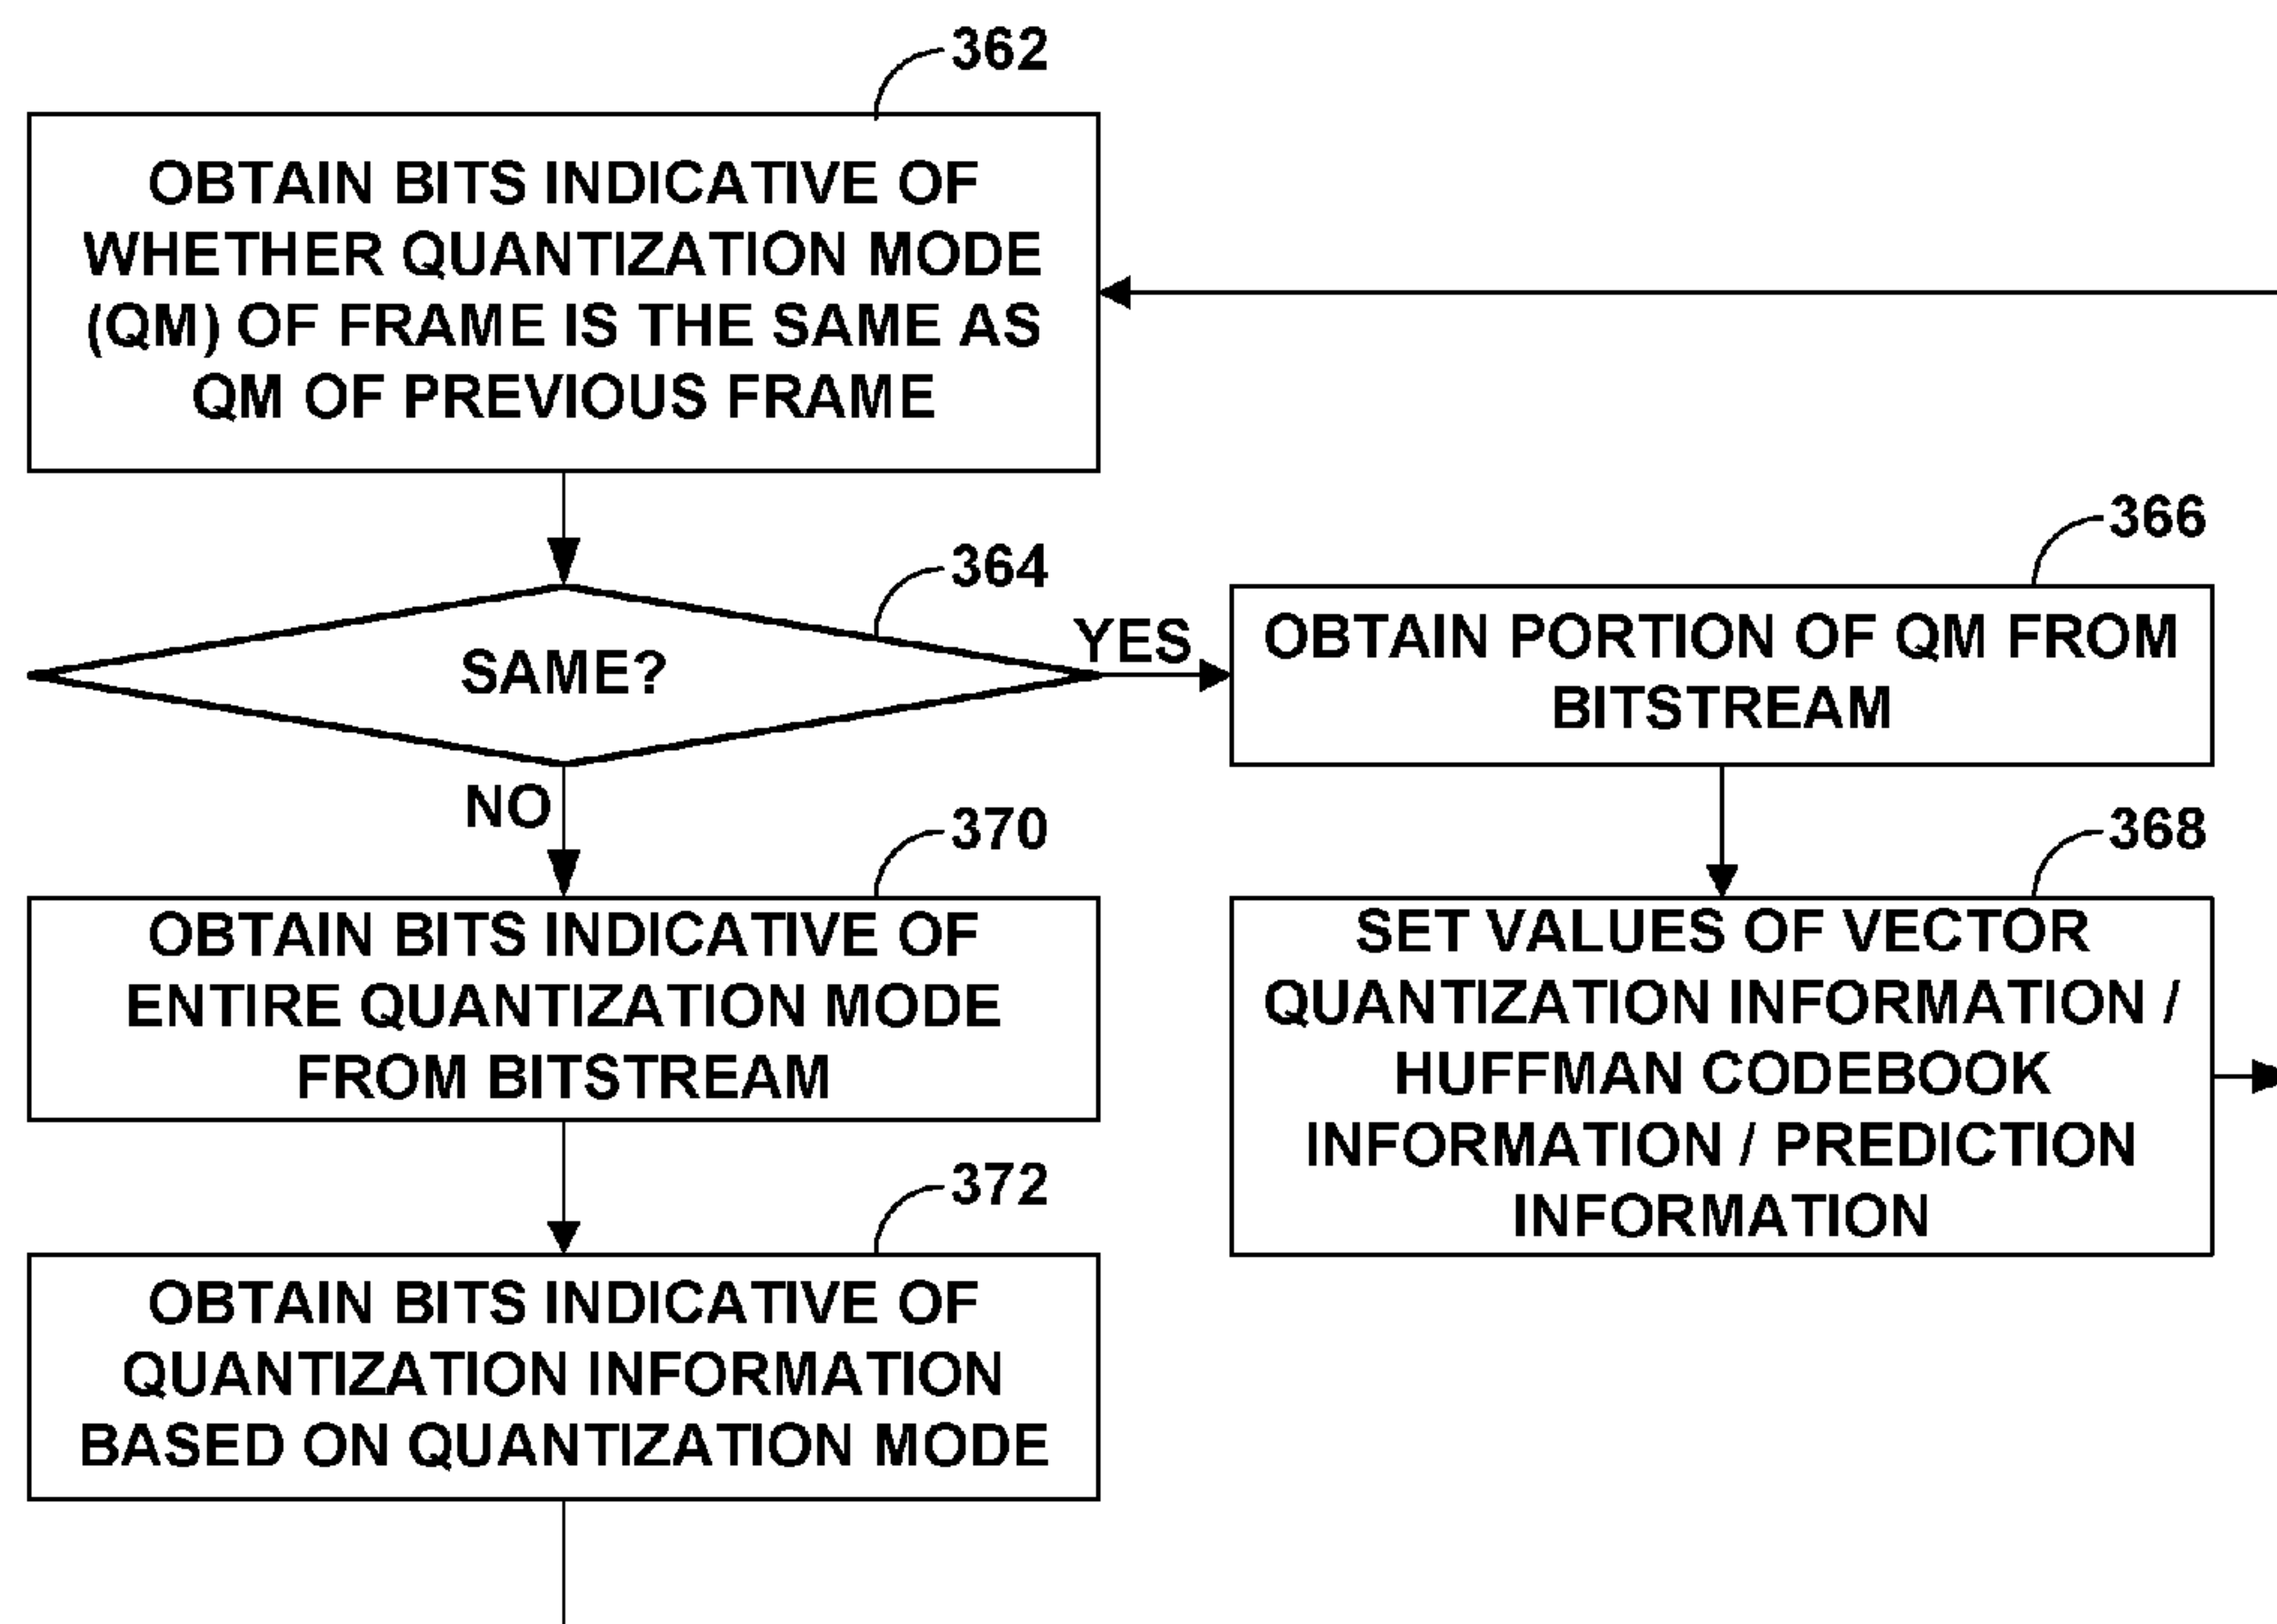 362
OBTAIN BITS INDICATIVE OF
WHETHER QUANTIZATION MODE
(QM) OF FRAME IS THE SAME AS
QM OF PREVIOUS FRAME
364
SAME?
YES
NO
366
OBTAIN PORTION OF QM FROM
BITSTREAM
368
SET VALUES OF VECTOR
QUANTIZATION INFORMATION /
HUFFMAN CODEBOOK
INFORMATION / PREDICTION
INFORMATION
370
OBTAIN BITS INDICATIVE OF
ENTIRE QUANTIZATION MODE
FROM BITSTREAM
372
OBTAIN BITS INDICATIVE OF
QUANTIZATION INFORMATION
BASED ON QUANTIZATION MODE